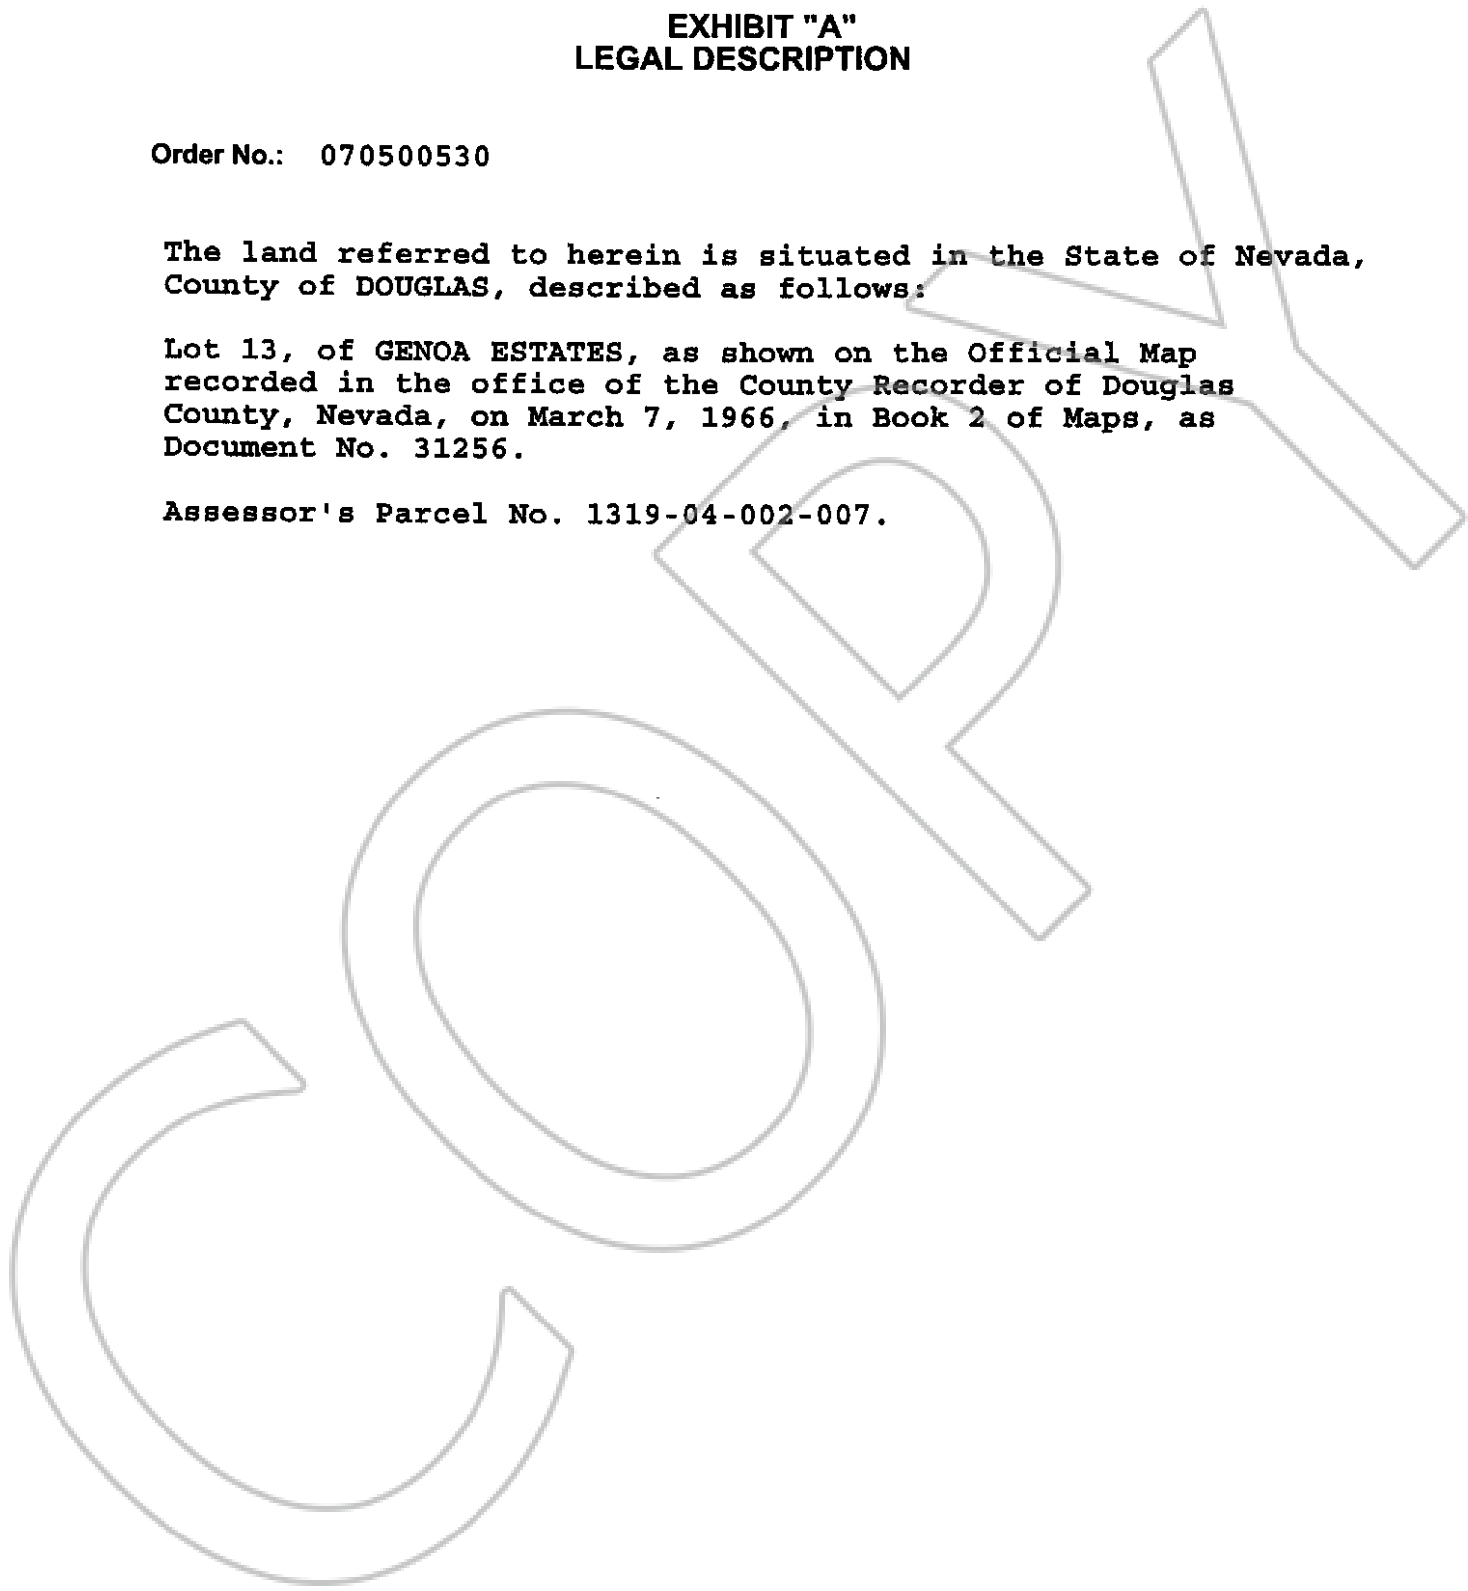 EXHIBIT "A"
LEGAL DESCRIPTION
Order No.: 070500530
The land referred to herein is situated in the State of Nevada,
County of DOUGLAS, described as follows:
Lot 13, of GENOA ESTATES, as shown on the Official Map
recorded in the office of the County Recorder of Douglas
County, Nevada, on March 7, 1966, in Book 2 of Maps, as
Document No. 31256.
Assessor's Parcel No. 1319-04-002-007.
COPY